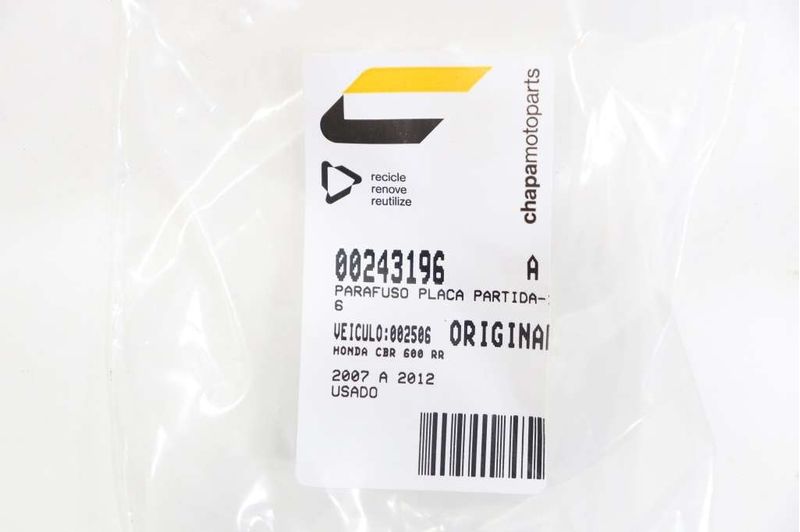 chapamotoparts
recicle
renove
reutilize
00243196 A
PARAFUSO PLACA PARTIDA-
6
VEICULO:002506 ORIGINA
HONDA CBR 600 RR
2007 A 2012
USADO